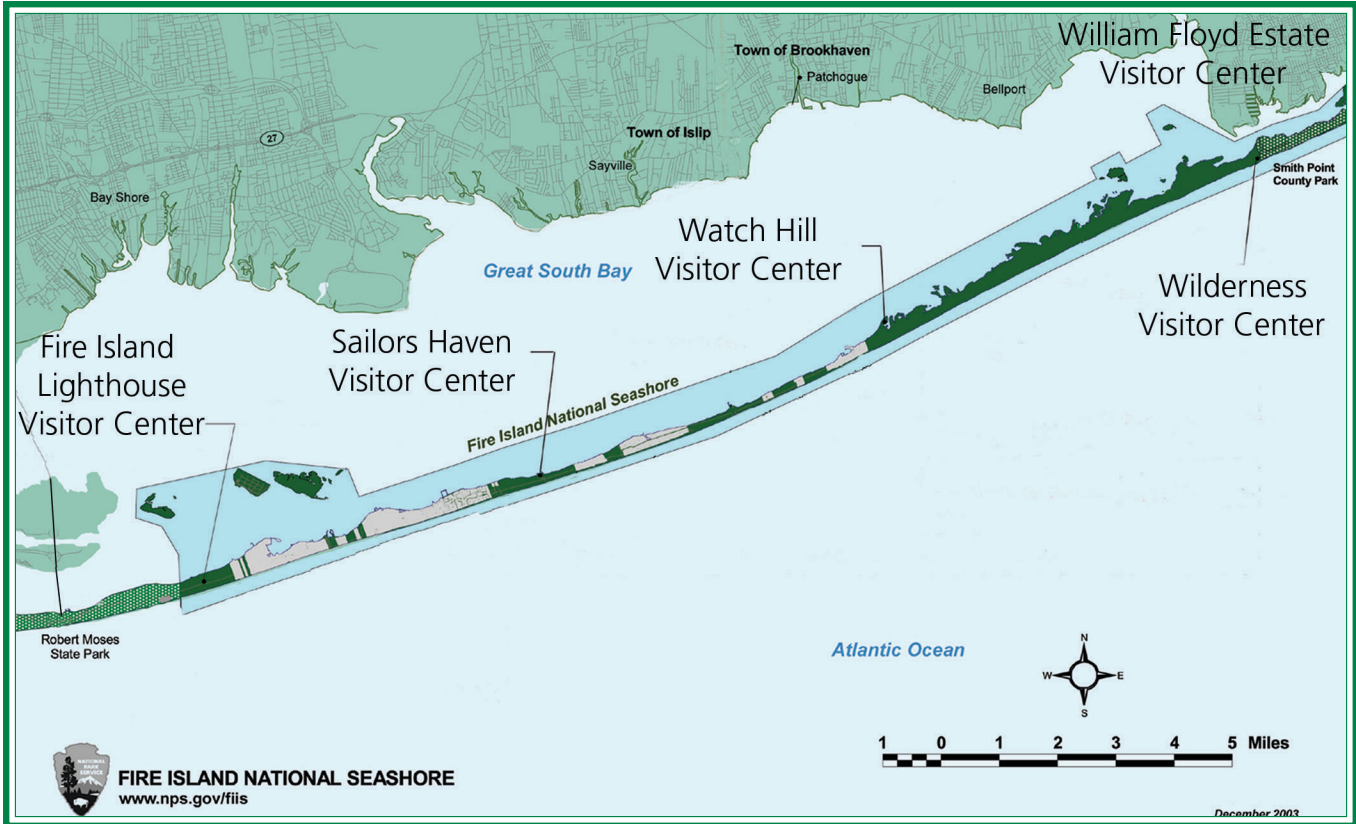 William Floyd Estate
Visitor Center
Town of Brookhaven
Patchogue
Bellport
27
Town of Islip
Sayville
Bay Shore
Smith Point
County Park
Watch Hill
Visitor Center
Great South Bay
Wilderness
Visitor Center
Fire Island
Lighthouse
Visitor Center
Sailors Haven
Visitor Center
Fire Island National Seashore
Robert Moses
State Park
Atlantic Ocean
N
W E
S
1 0 1 2 3 4 5 Miles
NATIONAL
PARK
SERVICE
FIRE ISLAND NATIONAL SEASHORE
www.nps.gov/fiis
December 2003